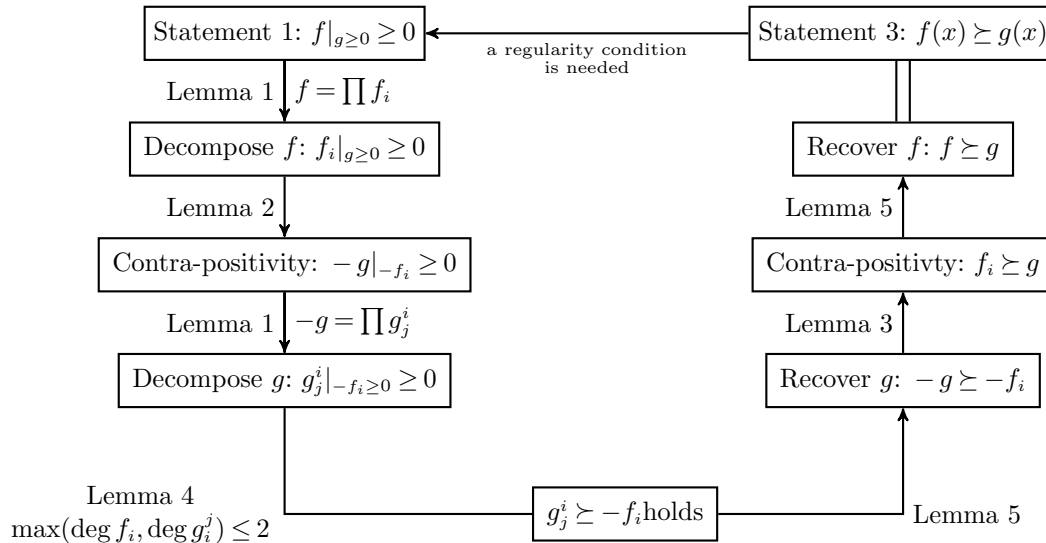 Statement 1: f|_{g≥0} ≥ 0
Statement 3: f(x) ⪰ g(x)
a regularity condition
is needed
Lemma 1
f = ∏ f_i
Decompose f: f_i|_{g≥0} ≥ 0
Recover f: f ⪰ g
Lemma 2
Lemma 5
Contra-positivity: − g|_{−f_i} ≥ 0
Contra-positivty: f_i ⪰ g
Lemma 1
−g = ∏ g_j^i
Lemma 3
Decompose g: g_j^i|_{−f_i≥0} ≥ 0
Recover g: − g ⪰ −f_i
Lemma 4
max(deg f_i, deg g_i^j) ≤ 2
g_j^i ⪰ −f_iholds
Lemma 5